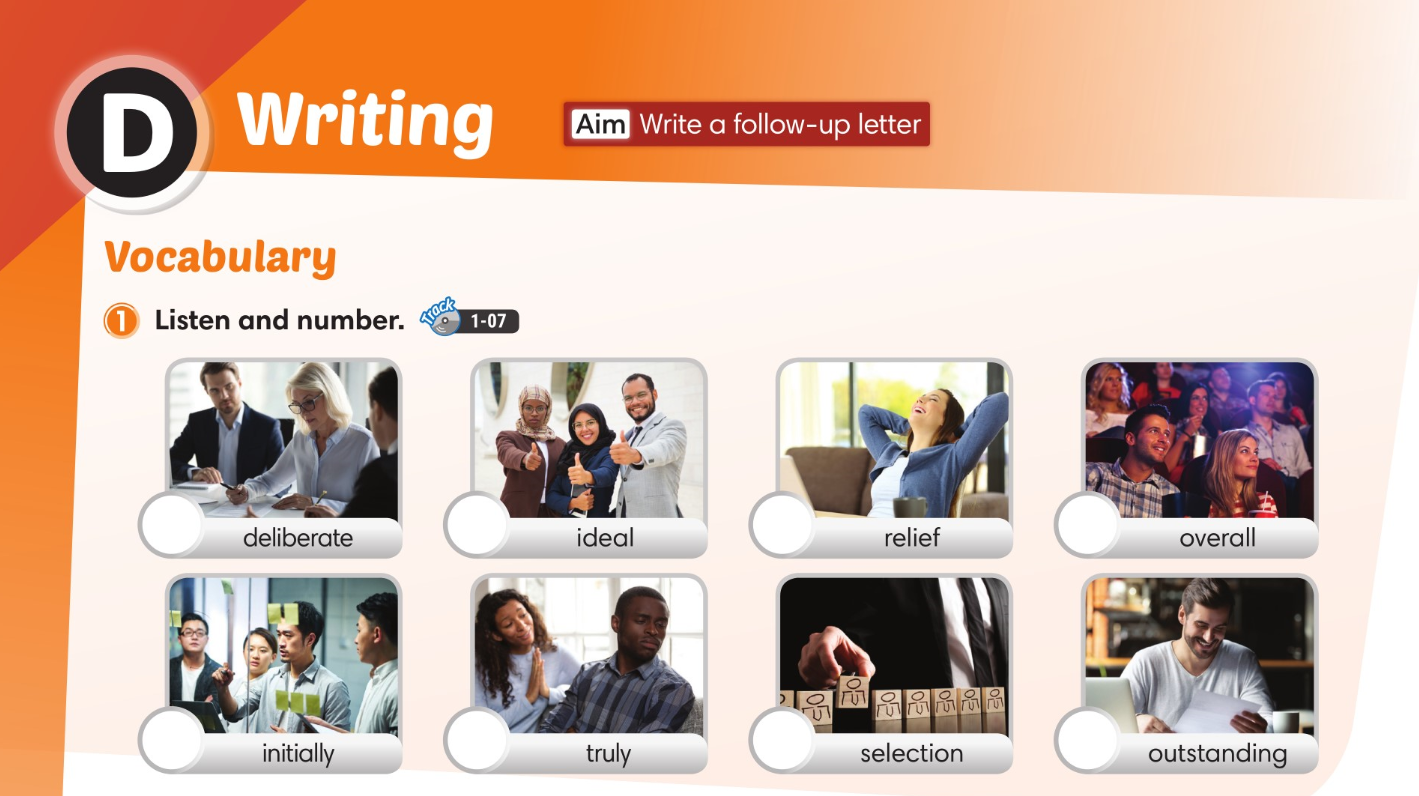 D
Writing
Aim Write a follow-up letter
Vocabulary
1 Listen and number. Track 1-07
deliberate
ideal
relief
overall
initially
truly
selection
outstanding